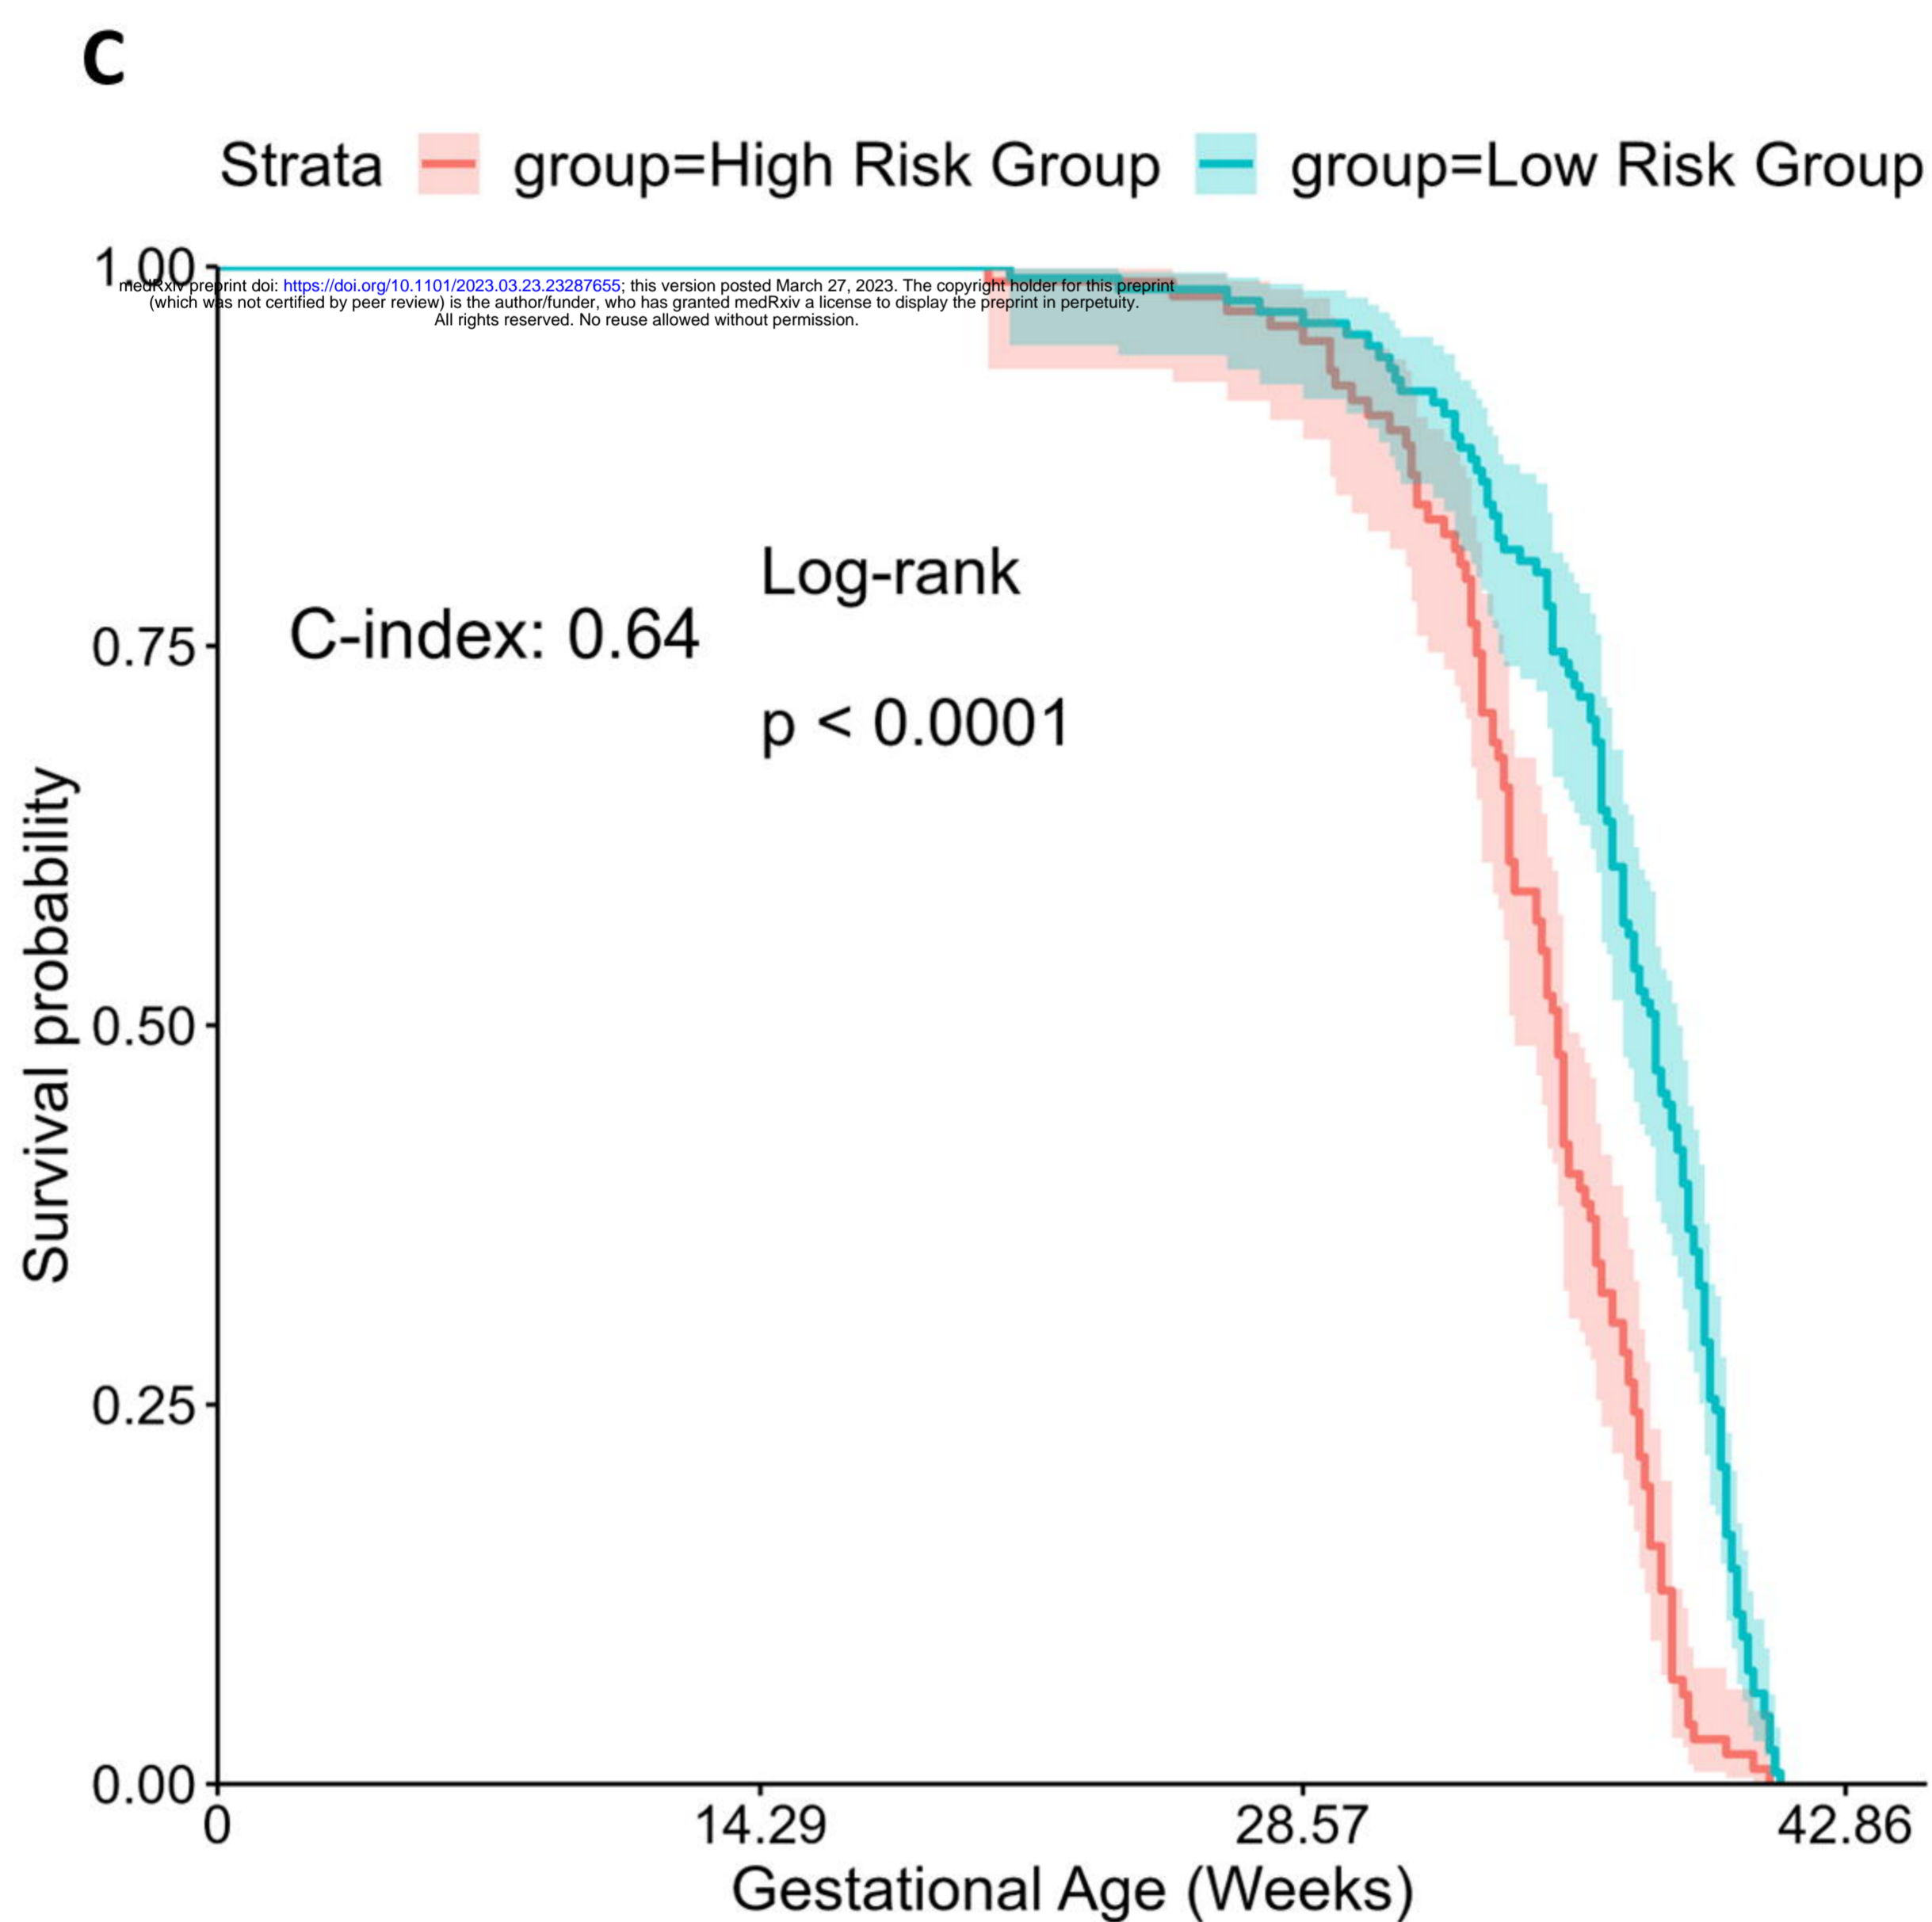 C
Strata group=High Risk Group group=Low Risk Group
1.00
medRxiv preprint doi: https://doi.org/10.1101/2023.03.23.23287655; this version posted March 27, 2023. The copyright holder for this preprint
(which was not certified by peer review) is the author/funder, who has granted medRxiv a license to display the preprint in perpetuity.
All rights reserved. No reuse allowed without permission.
Log-rank
C-index: 0.64
0.75
p < 0.0001
Survival probability
0.50
0.25
0.00
0 14.29 28.57 42.86
Gestational Age (Weeks)